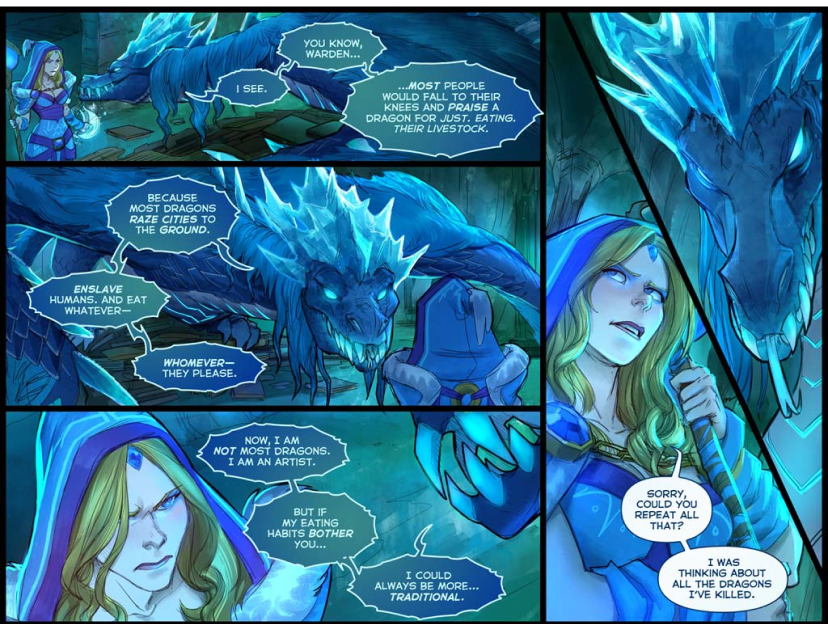 I SEE.
YOU KNOW,
WARDEN...
...MOST PEOPLE
WOULD FALL TO THEIR
KNEES AND PRAISE A
DRAGON FOR JUST. EATING.
THEIR LIVESTOCK.
BECAUSE
MOST DRAGONS
RAZE CITIES TO
THE GROUND.
ENSLAVE
HUMANS. AND EAT
WHATEVER—
WHOMEVER—
THEY PLEASE.
NOW, I AM
NOT MOST DRAGONS.
I AM AN ARTIST.
BUT IF
MY EATING
HABITS BOTHER
YOU...
I COULD
ALWAYS BE MORE...
TRADITIONAL.
SORRY,
COULD YOU
REPEAT ALL
THAT?
I WAS
THINKING ABOUT
ALL THE DRAGONS
I'VE KILLED.